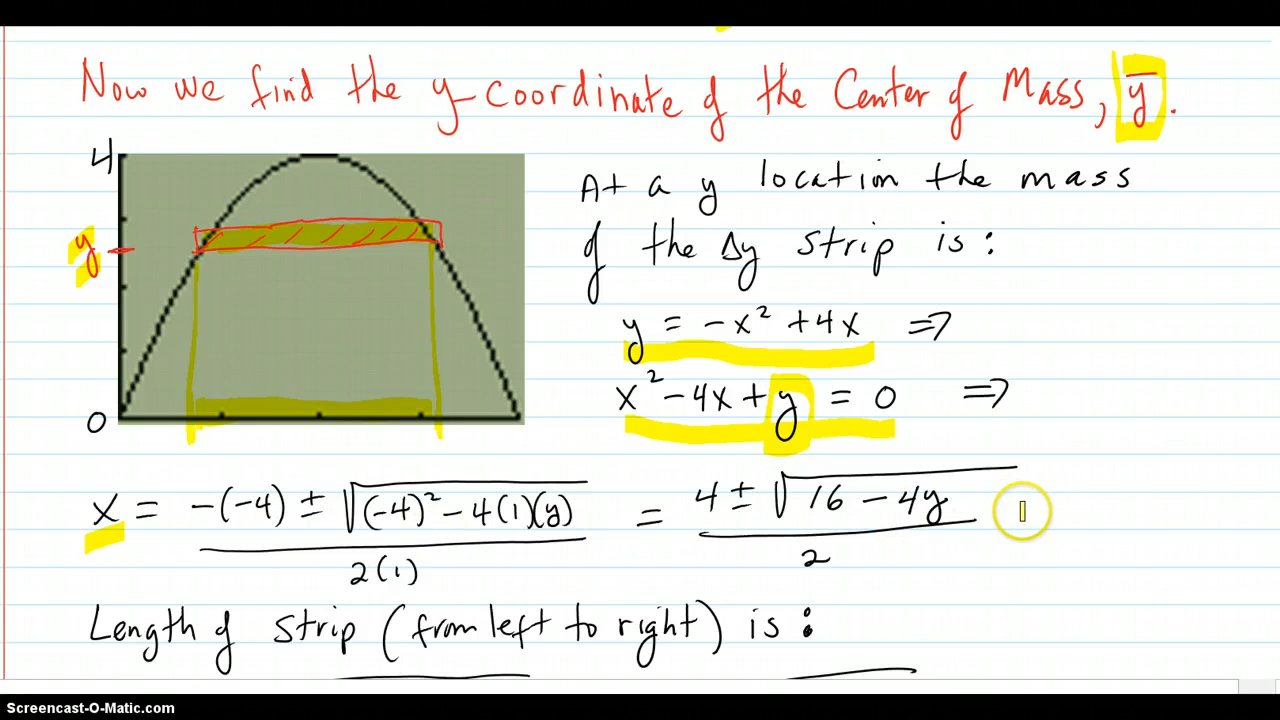 Now we find the y-coordinate of the Center of Mass, y̅.
4
At a y location the mass
of the Δy strip is:
y
y = -x² + 4x ⇒
x² - 4x + y = 0 ⇒
0
x = -(-4) ± √((-4)² - 4(1)(y)) / 2(1) = 4 ± √(16 - 4y) / 2
Length of strip (from left to right) is:
Screencast-O-Matic.com